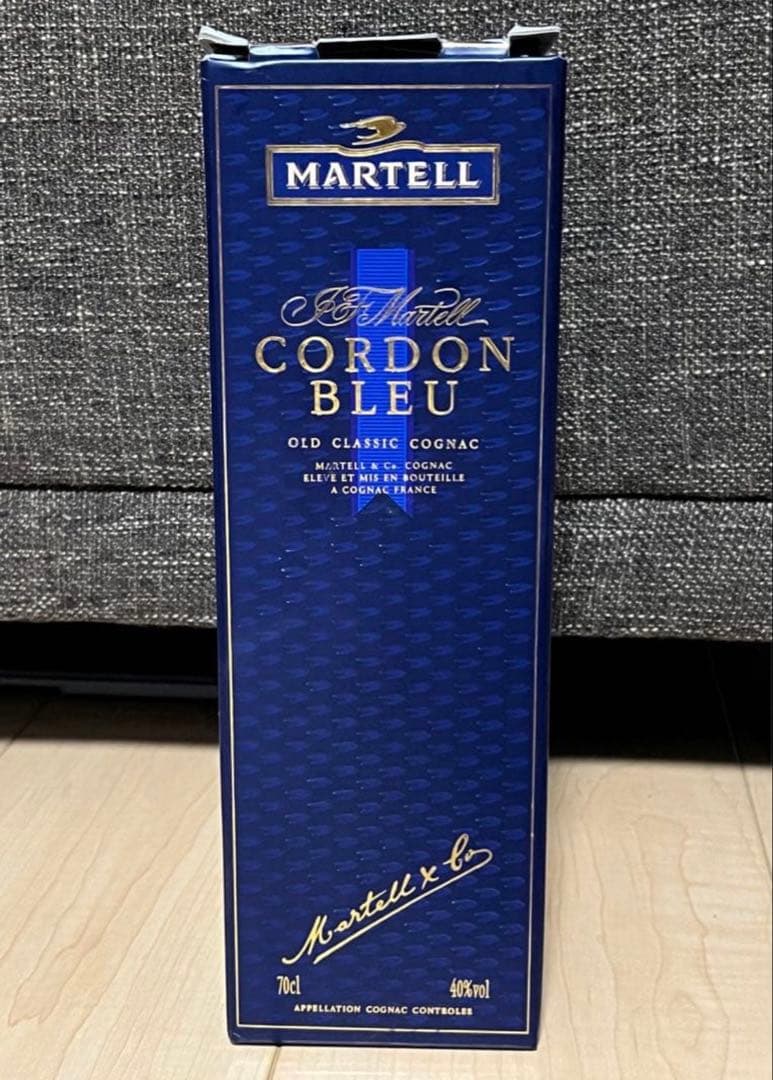 MARTELL
J&F Martell
CORDON
BLEU
OLD CLASSIC COGNAC
MARTELL & Co COGNAC
ELEVE ET MIS EN BOUTEILLE
A COGNAC FRANCE
Martell & Co
70cl 40%vol
APPELLATION COGNAC CONTROLEE